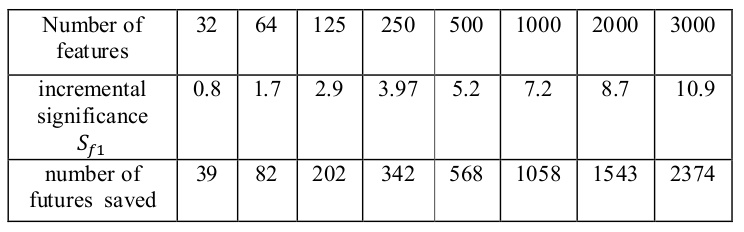 Number of features 32 64 125 250 500 1000 2000 3000
incremental significance S_{f1} 0.8 1.7 2.9 3.97 5.2 7.2 8.7 10.9
number of futures saved 39 82 202 342 568 1058 1543 2374